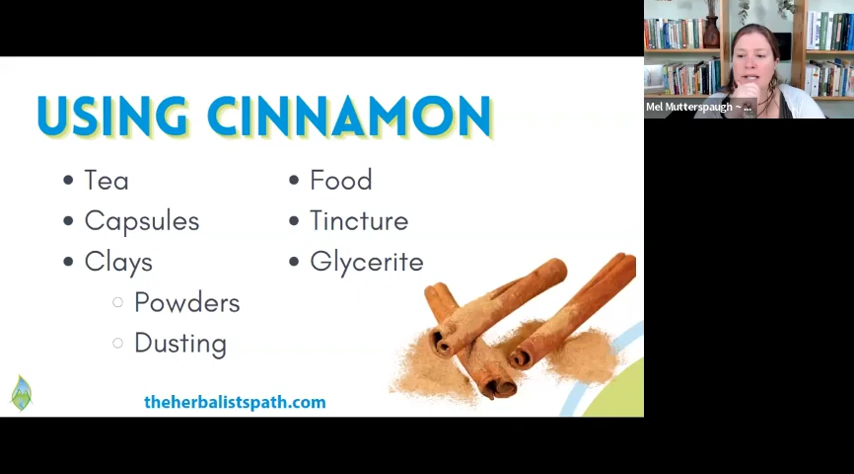 USING CINNAMON
Tea
Capsules
Clays
Powders
Dusting
Food
Tincture
Glycerite
theherbalistspath.com
Mel Mutterspaugh ~ ...